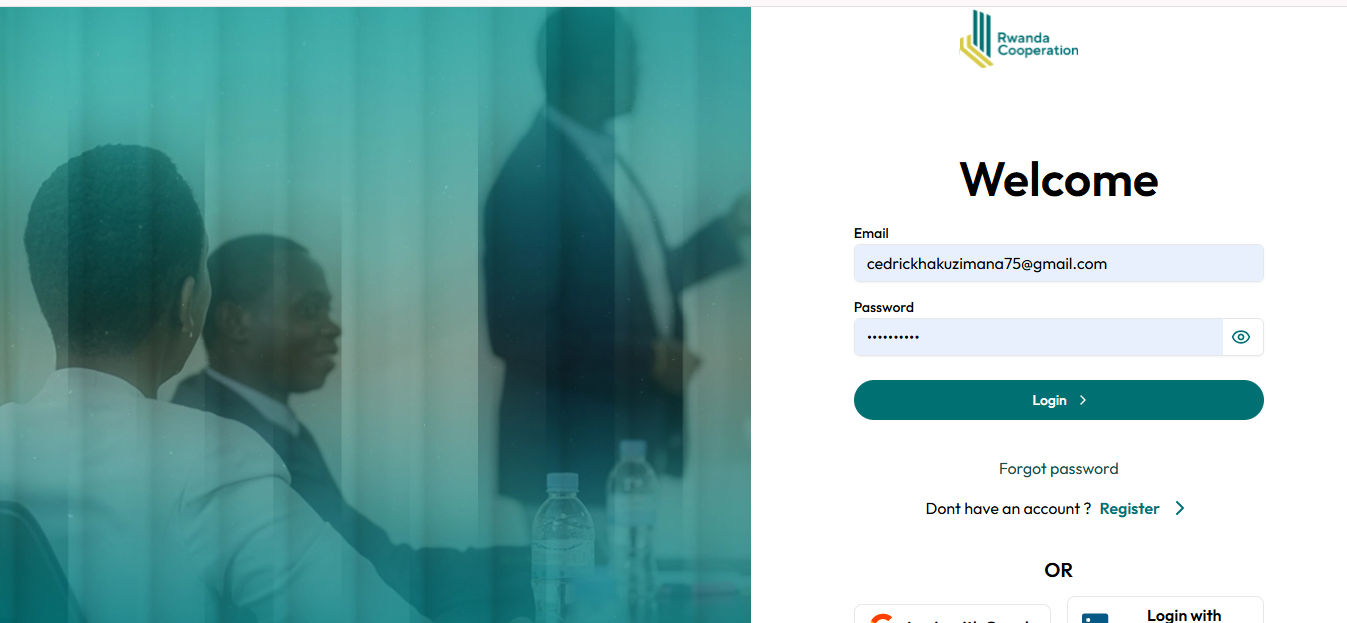 Rwanda
Cooperation
Welcome
Email
cedrickhakuzimana75@gmail.com
Password
••••••••••
Login
Forgot password
Dont have an account ? Register
OR
Login with